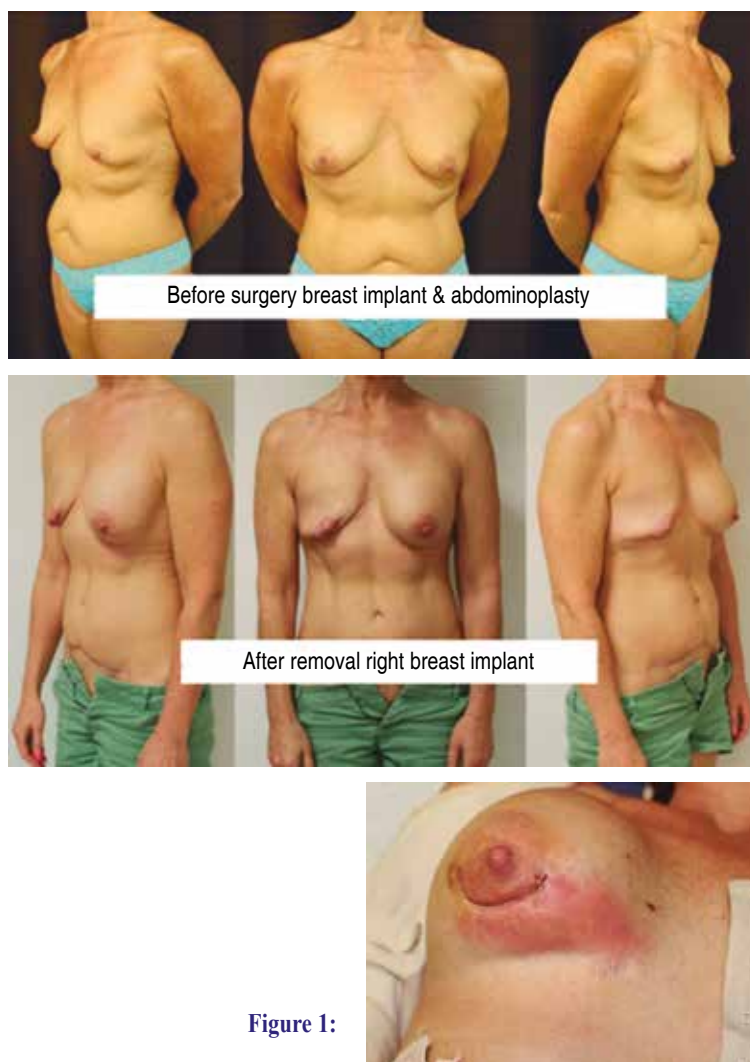 Before surgery breast implant & abdominoplasty
After removal right breast implant
Figure 1: